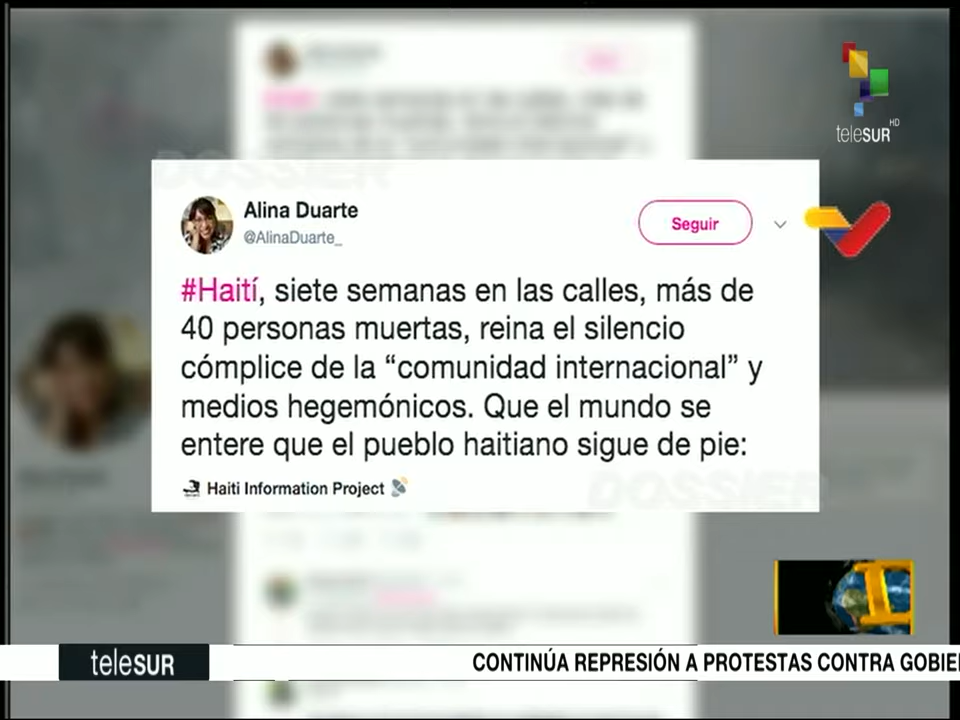 teleSUR HD
DOSSIER
Alina Duarte
@AlinaDuarte_
Seguir
#Haití, siete semanas en las calles, más de
40 personas muertas, reina el silencio
cómplice de la “comunidad internacional” y
medios hegemónicos. Que el mundo se
entere que el pueblo haitiano sigue de pie:
Haiti Information Project
DOSSIER
teleSUR
CONTINÚA REPRESIÓN A PROTESTAS CONTRA GOBIE